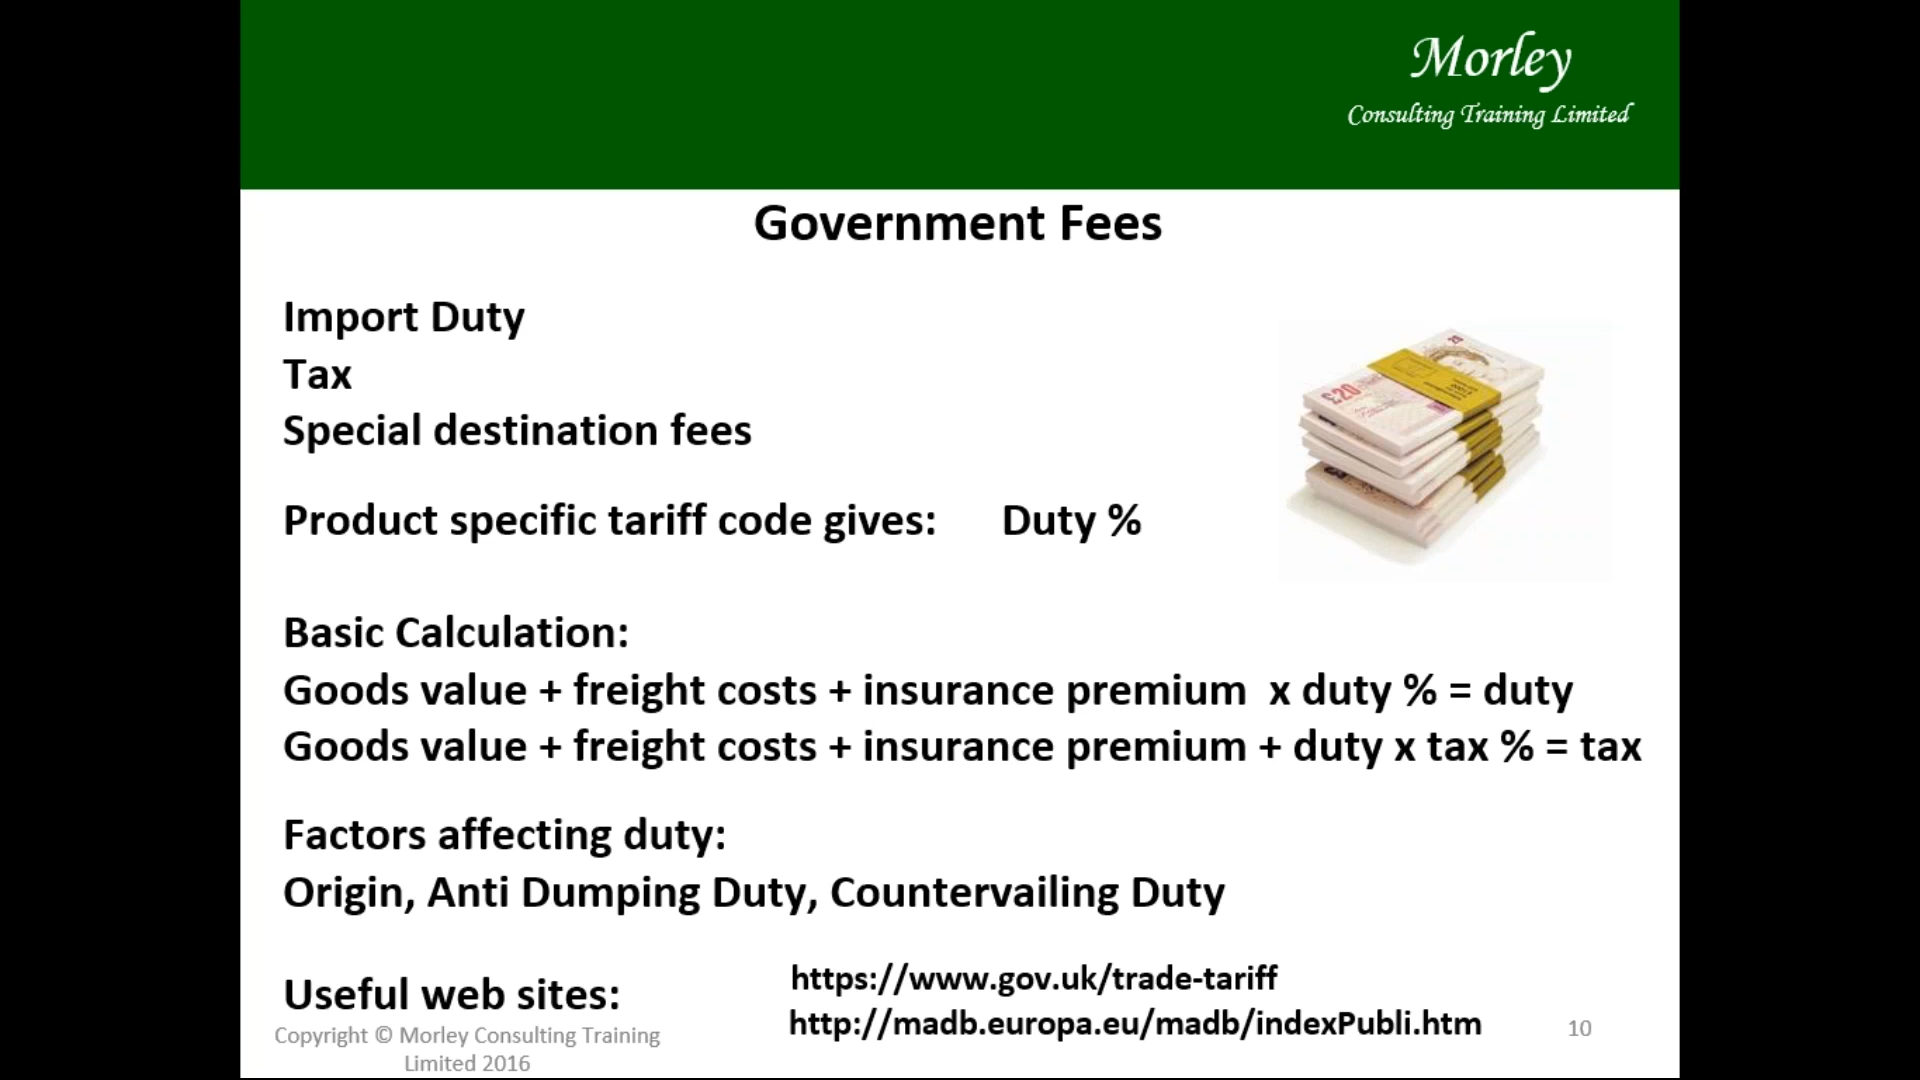 Morley
Consulting Training Limited
Government Fees
Import Duty
Tax
Special destination fees
£20
Product specific tariff code gives: Duty %
Basic Calculation:
Goods value + freight costs + insurance premium x duty % = duty
Goods value + freight costs + insurance premium + duty x tax % = tax
Factors affecting duty:
Origin, Anti Dumping Duty, Countervailing Duty
Useful web sites:
https://www.gov.uk/trade-tariff
http://madb.europa.eu/madb/indexPubli.htm
Copyright © Morley Consulting Training
Limited 2016
10